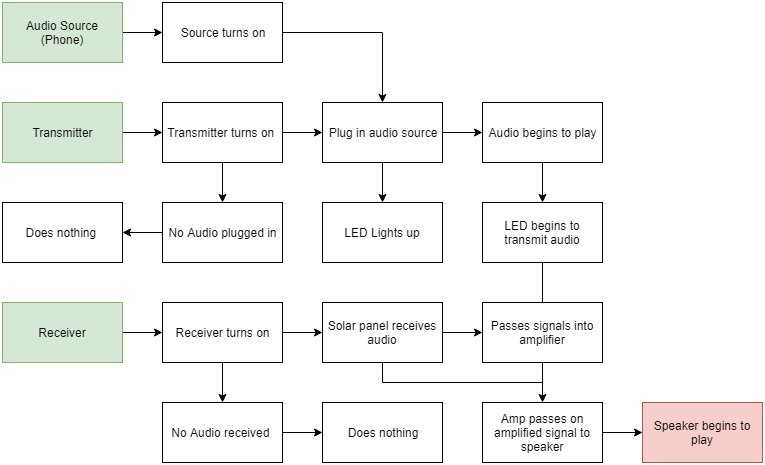 Audio Source
(Phone)
Source turns on
Transmitter
Transmitter turns on
Plug in audio source
Audio begins to play
Does nothing
No Audio plugged in
LED Lights up
LED begins to
transmit audio
Receiver
Receiver turns on
Solar panel receives
audio
Passes signals into
amplifier
No Audio received
Does nothing
Amp passes on
amplified signal to
speaker
Speaker begins to
play